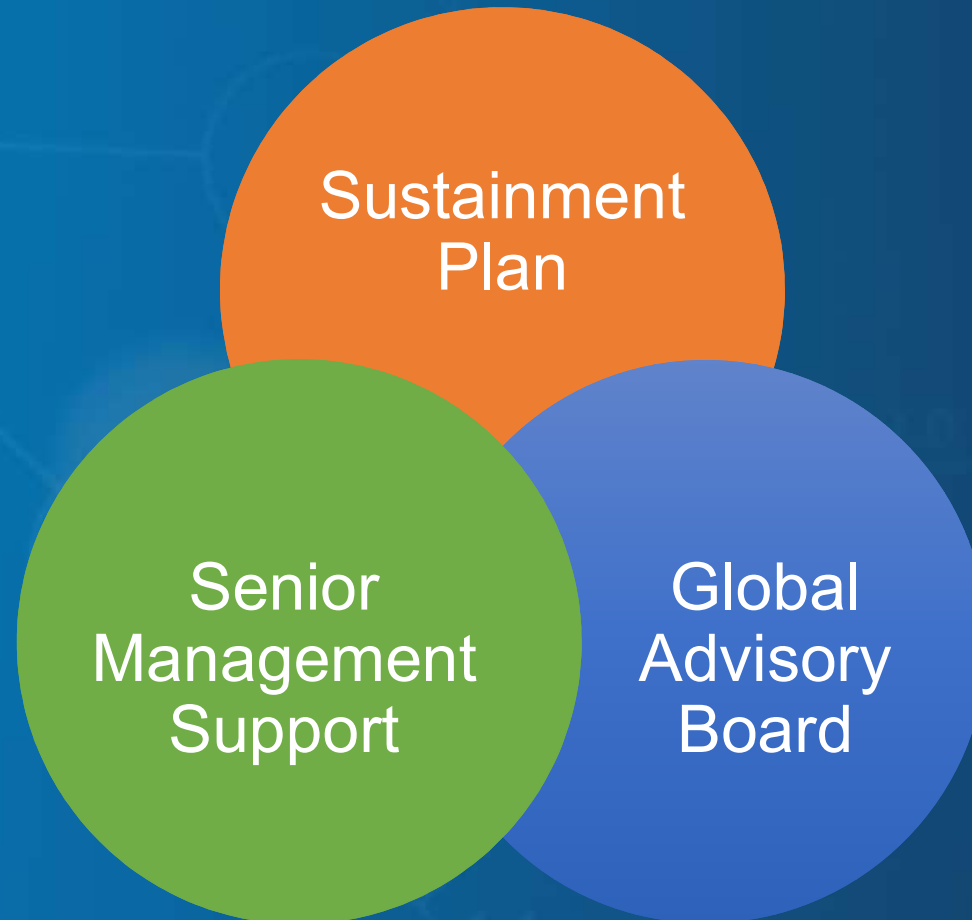 Sustainment
Plan
Senior
Management
Support
Global
Advisory
Board